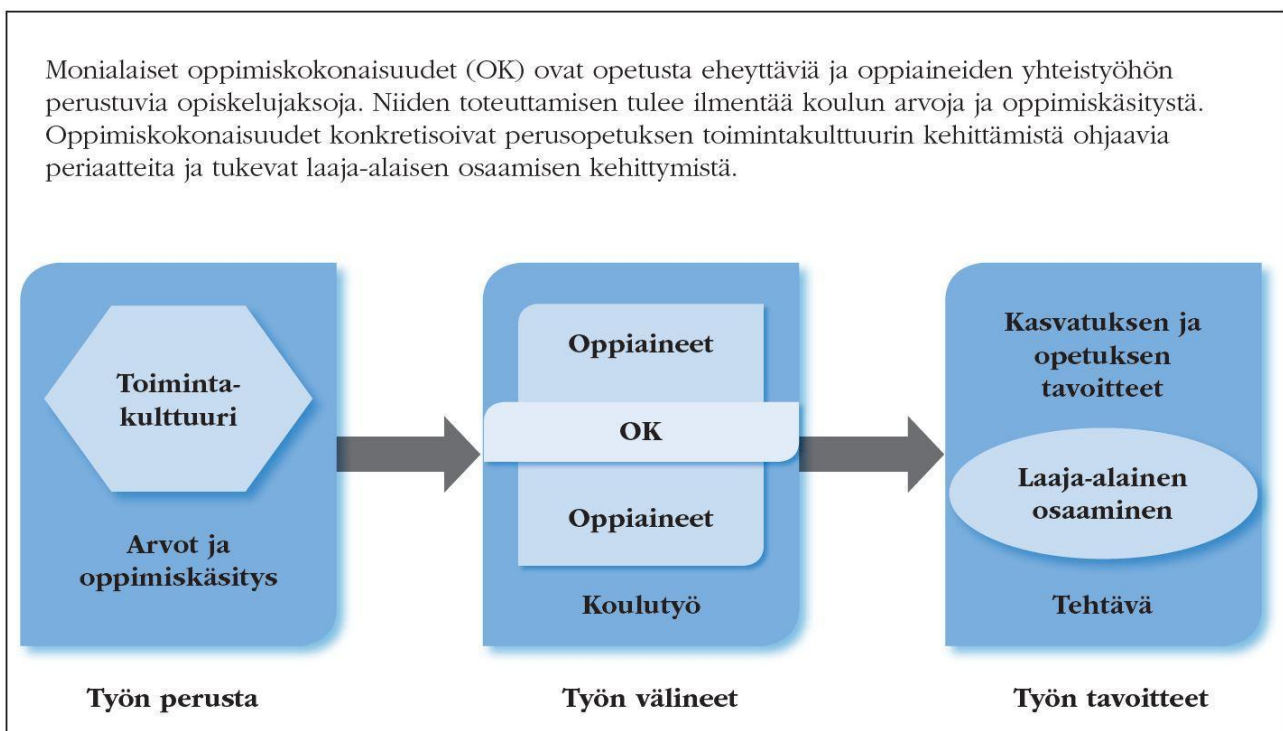 Monialaiset oppimiskokonaisuudet (OK) ovat opetusta eheyttäviä ja oppiaineiden yhteistyöhön
perustuvia opiskelujaksoja. Niiden toteuttamisen tulee ilmentää koulun arvoja ja oppimiskäsitystä.
Oppimiskokonaisuudet konkretisoivat perusopetuksen toimintakulttuurin kehittämistä ohjaavia
periaatteita ja tukevat laaja-alaisen osaamisen kehittymistä.
Toiminta-
kulttuuri
Arvot ja
oppimiskäsitys
Työn perusta
Oppiaineet
OK
Oppiaineet
Koulutyö
Työn välineet
Kasvatuksen ja
opetuksen
tavoitteet
Laaja-alainen
osaaminen
Tehtävä
Työn tavoitteet